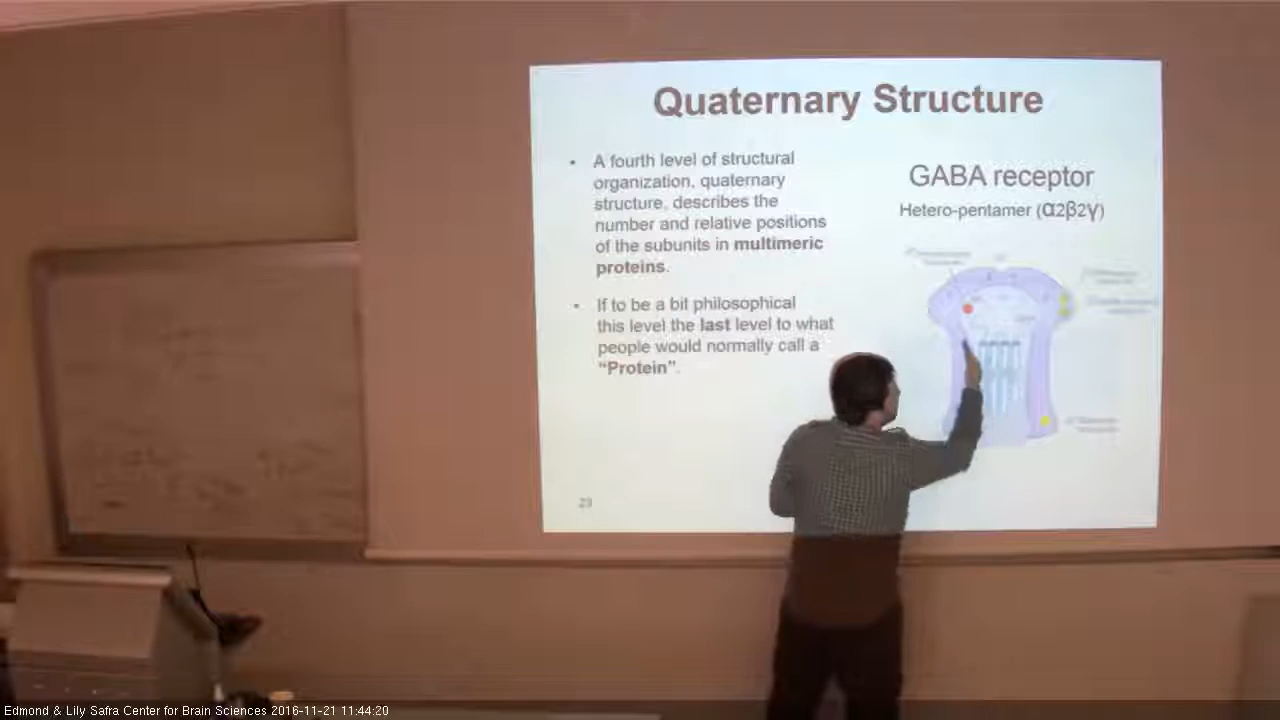 Quaternary Structure
• A fourth level of structural
organization, quaternary
structure, describes the
number and relative positions
of the subunits in multimeric
proteins.
• If to be a bit philosophical
this level the last level to what
people would normally call a
“Protein”.
GABA receptor
Hetero-pentamer (α2β2γ)
23
Edmond & Lily Safra Center for Brain Sciences 2016-11-21 11:44:20